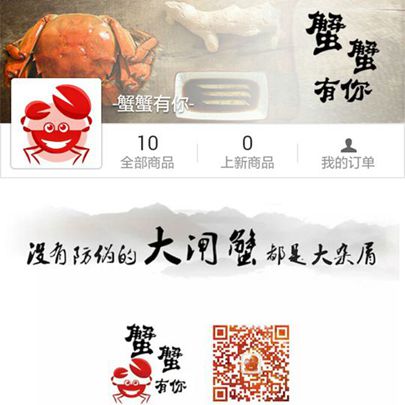 蟹蟹
有你
-蟹蟹有你-
10
全部商品
0
上新商品
我的订单
没有防伪的大闸蟹都是大杂屑
蟹蟹
有你